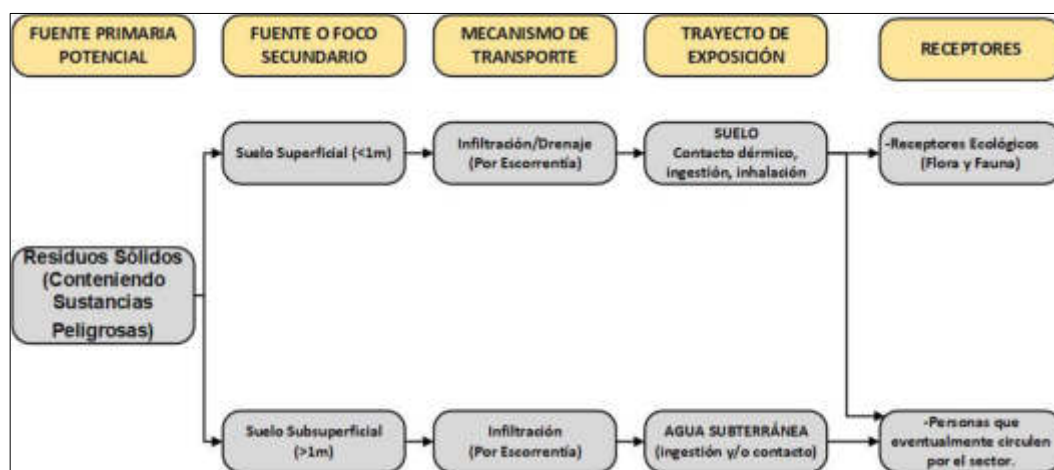 FUENTE PRIMARIA
POTENCIAL
FUENTE O FOCO
SECUNDARIO
MECANISMO DE
TRANSPORTE
TRAYECTO DE
EXPOSICIÓN
RECEPTORES
Suelo Superficial (<1m)
Infiltración/Drenaje
(Por Escorrentía)
SUELO
Contacto dérmico,
ingestión, inhalación
-Receptores Ecológicos
(Flora y Fauna)
Residuos Sólidos
(Conteniendo
Sustancias
Peligrosas)
Suelo Subsuperficial
(>1m)
Infiltración
(Por Escorrentía)
AGUA SUBTERRÁNEA
(ingestión y/o contacto)
-Personas que
eventualmente circulen
por el sector.